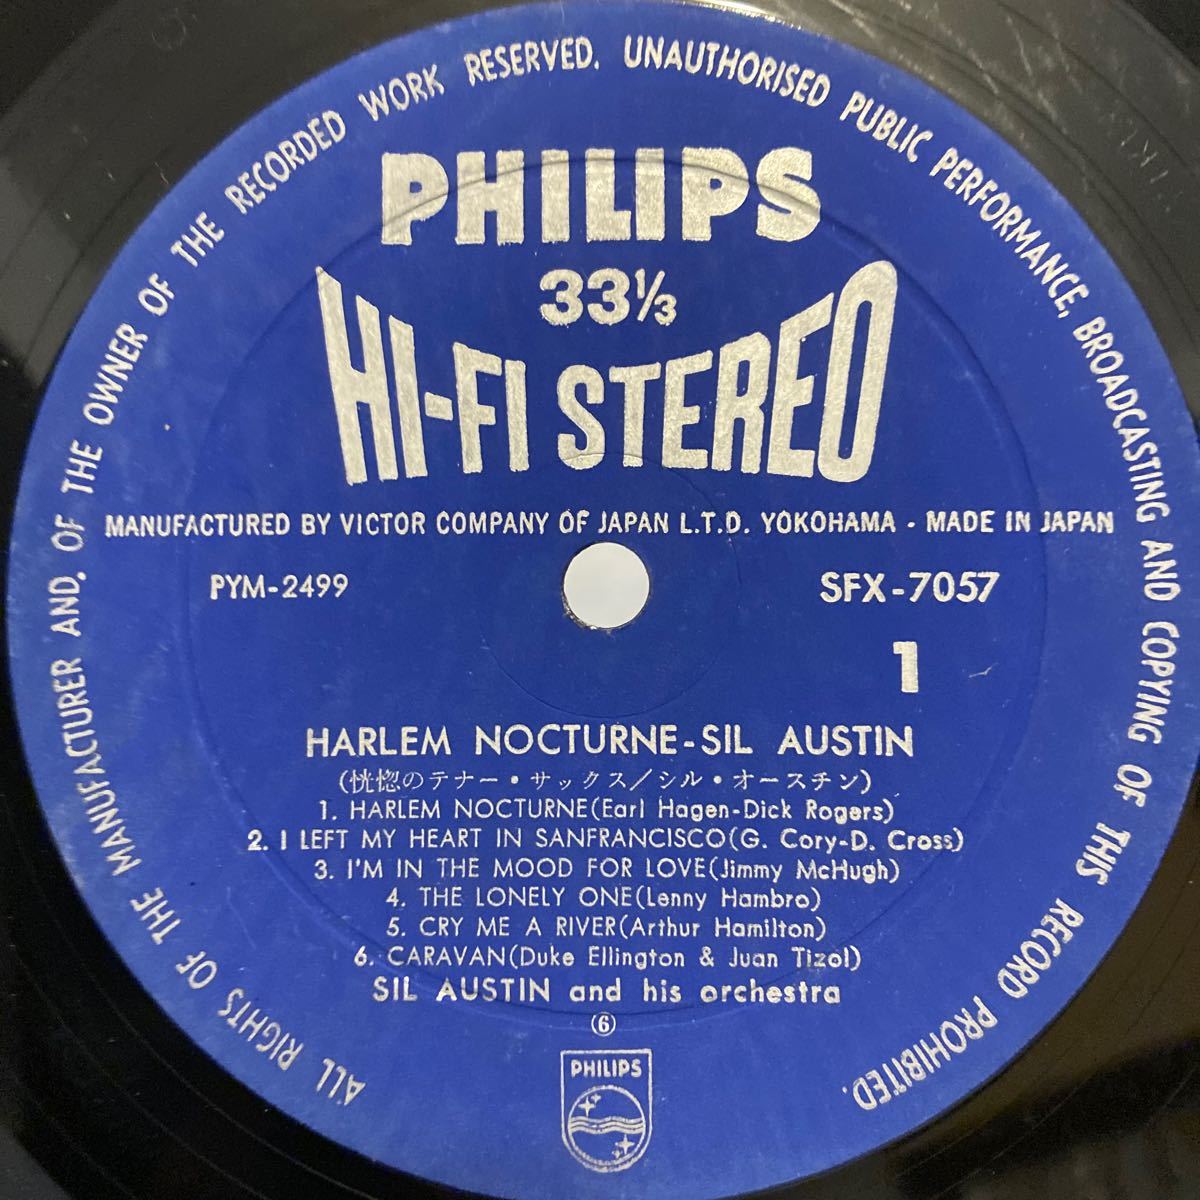 ALL RIGHTS OF THE MANUFACTURER AND, OF THE OWNER OF THE RECORDED WORK RESERVED. UNAUTHORISED PUBLIC PERFORMANCE, BROADCASTING AND COPYING OF THIS RECORD PROHIBITED.
PHILIPS
33⅓
HI-FI STEREO
MANUFACTURED BY VICTOR COMPANY OF JAPAN L.T.D. YOKOHAMA · MADE IN JAPAN
PYM-2499
SFX-7057
1
HARLEM NOCTURNE-SIL AUSTIN
(恍惚のテナー・サックス/シル・オースチン)
1. HARLEM NOCTURNE(Earl Hagen-Dick Rogers)
2. I LEFT MY HEART IN SANFRANCISCO(G. Cory-D. Cross)
3. I'M IN THE MOOD FOR LOVE(Jimmy McHugh)
4. THE LONELY ONE(Lenny Hambro)
5. CRY ME A RIVER(Arthur Hamilton)
6. CARAVAN(Duke Ellington & Juan Tizol)
SIL AUSTIN and his orchestra
⑥
PHILIPS